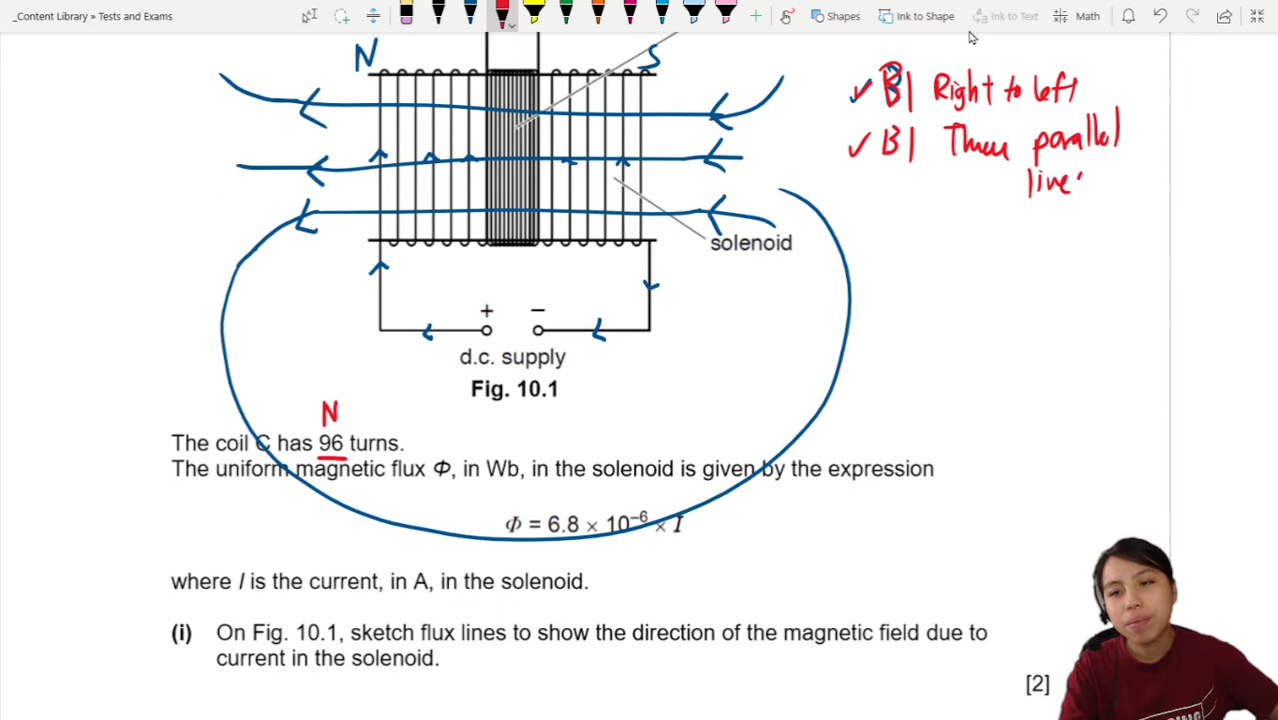 _Content Library » Tests and Exams
Shapes
Ink to Shape
Ink to Text
Math
N
S
✓ B1 Right to left
✓ B1 Three parallel
line
solenoid
+ −
d.c. supply
Fig. 10.1
N
The coil C has 96 turns.
The uniform magnetic flux Φ, in Wb, in the solenoid is given by the expression
Φ = 6.8 × 10⁻⁶ × I
where I is the current, in A, in the solenoid.
(i) On Fig. 10.1, sketch flux lines to show the direction of the magnetic field due to
current in the solenoid.
[2]